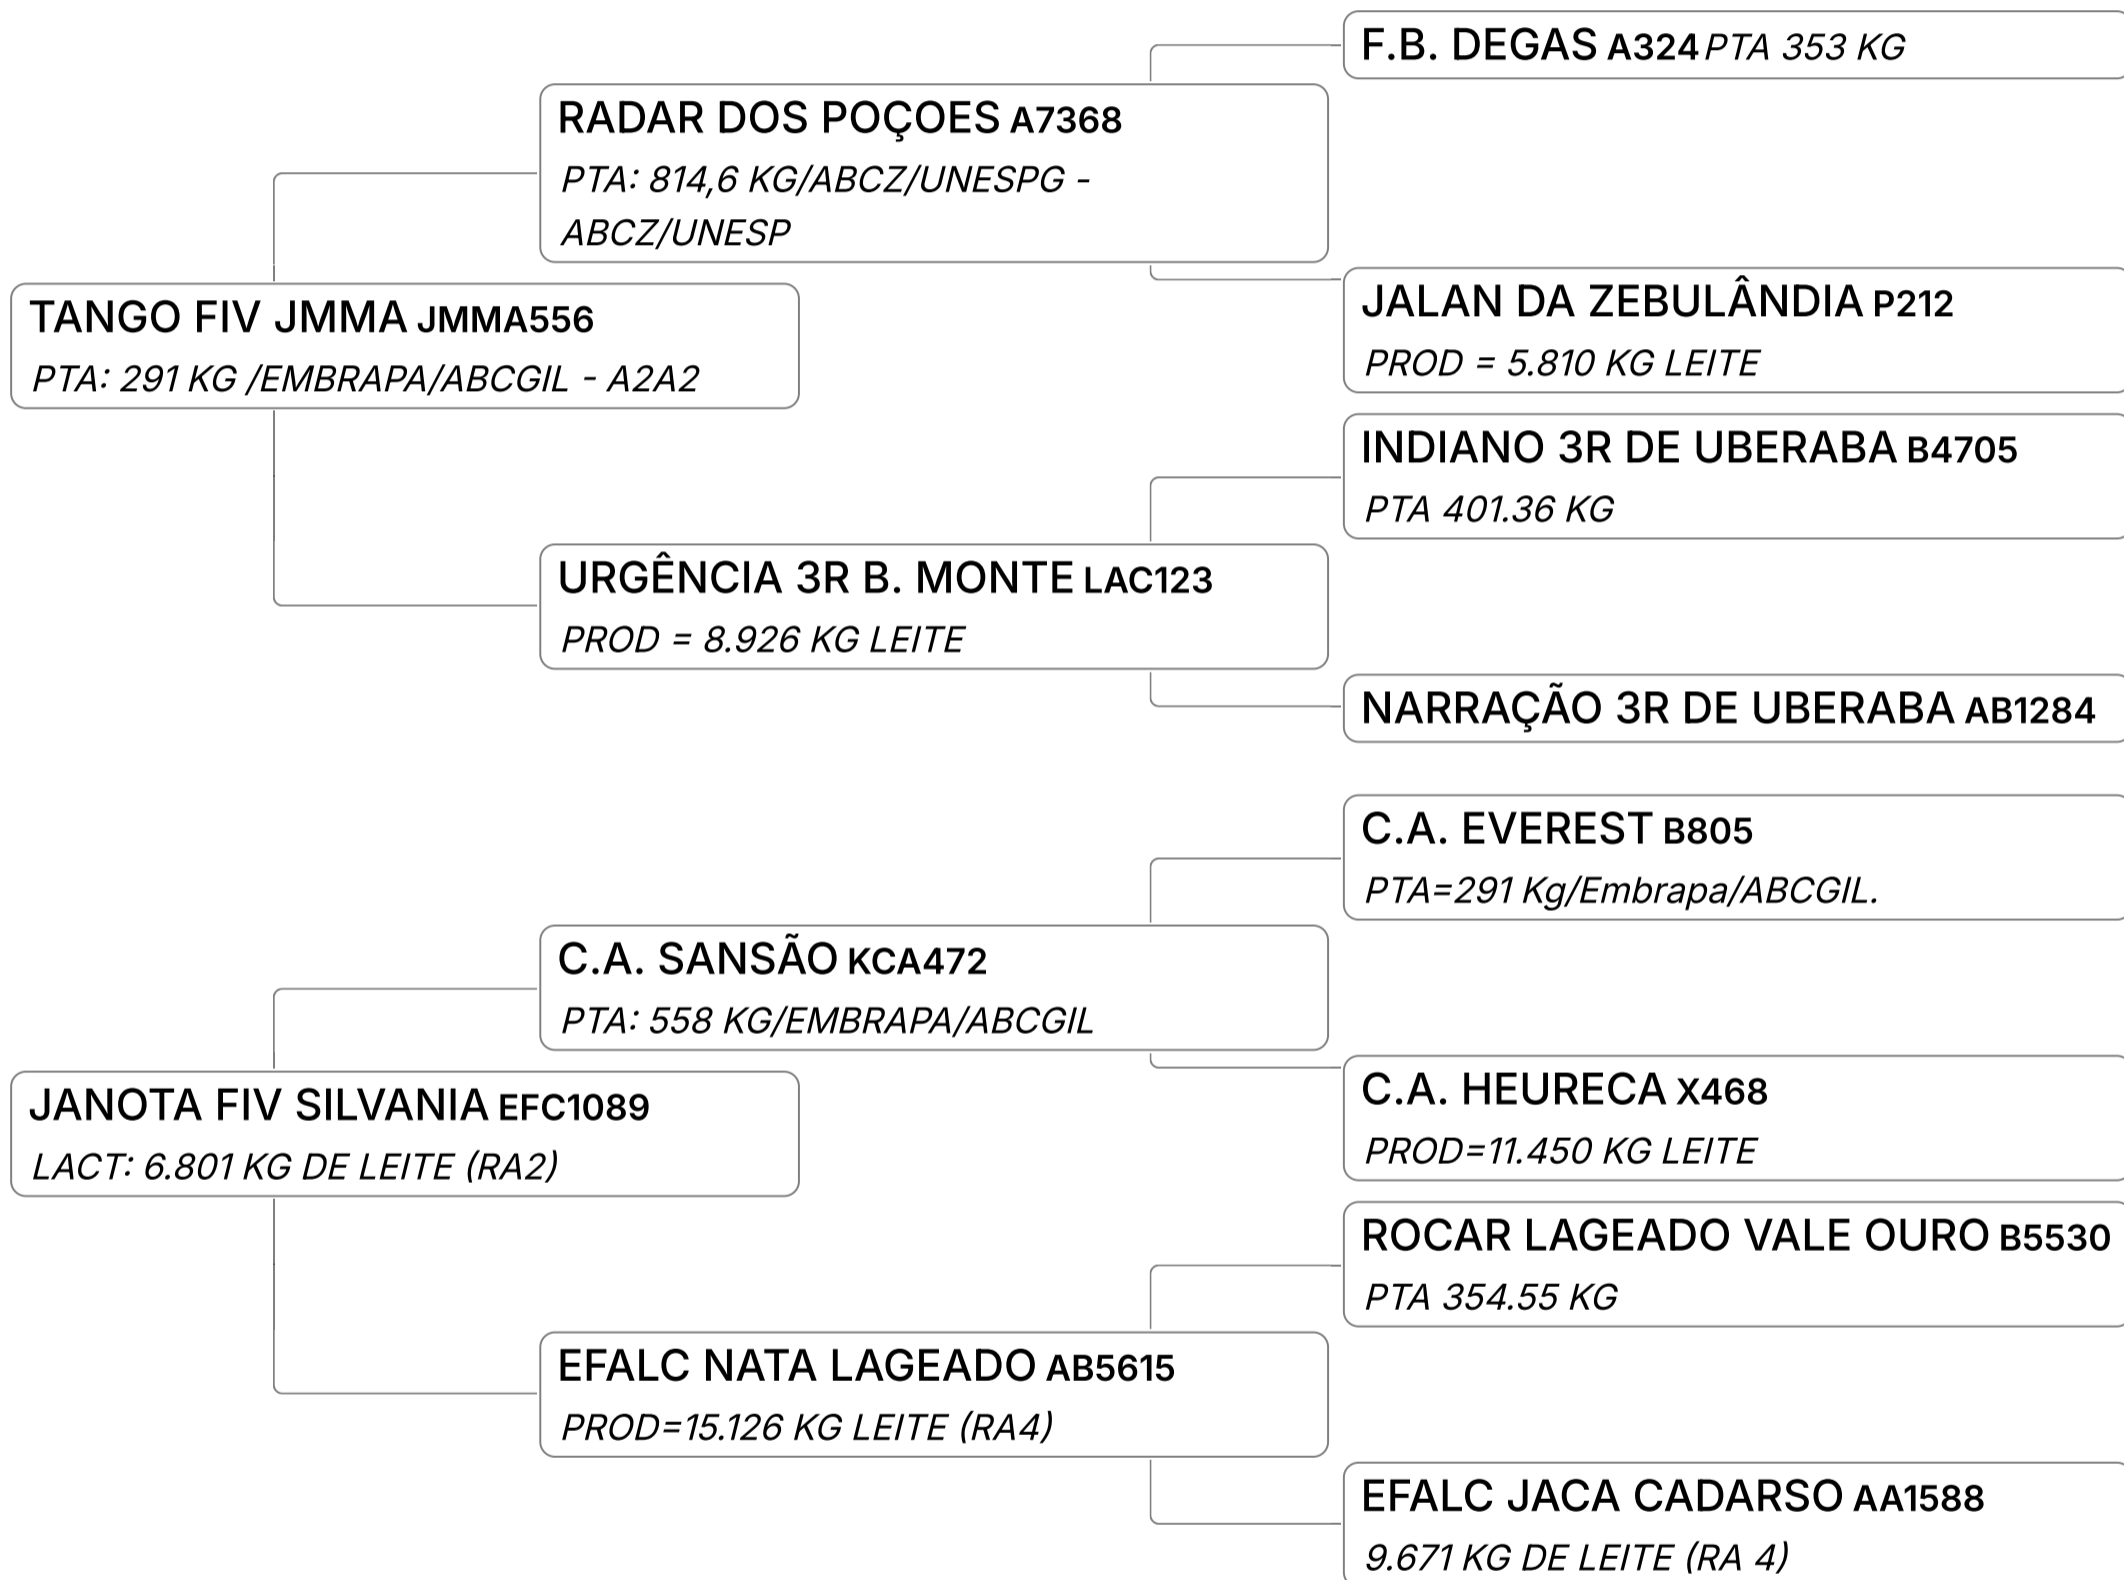 F.B. DEGAS A324 PTA 353 KG
RADAR DOS POÇOES A7368
PTA: 814,6 KG/ABCZ/UNESPG -
ABCZ/UNESP
JALAN DA ZEBULÂNDIA P212
PROD = 5.810 KG LEITE
TANGO FIV JMMA JMMA556
PTA: 291 KG /EMBRAPA/ABCGIL - A2A2
INDIANO 3R DE UBERABA B4705
PTA 401.36 KG
URGÊNCIA 3R B. MONTE LAC123
PROD = 8.926 KG LEITE
NARRAÇÃO 3R DE UBERABA AB1284
C.A. EVEREST B805
PTA=291 Kg/Embrapa/ABCGIL.
C.A. SANSÃO KCA472
PTA: 558 KG/EMBRAPA/ABCGIL
C.A. HEURECA X468
PROD=11.450 KG LEITE
JANOTA FIV SILVANIA EFC1089
LACT: 6.801 KG DE LEITE (RA2)
ROCAR LAGEADO VALE OURO B5530
PTA 354.55 KG
EFALC NATA LAGEADO AB5615
PROD=15.126 KG LEITE (RA4)
EFALC JACA CADARSO AA1588
9.671 KG DE LEITE (RA 4)